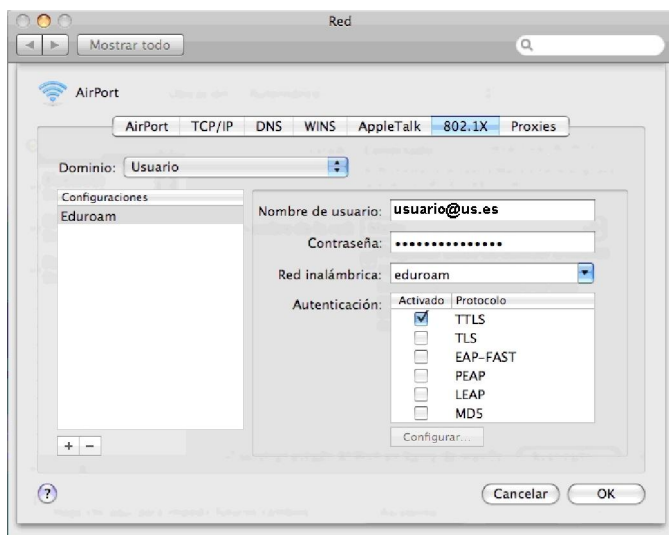 Red
Mostrar todo
AirPort
AirPort TCP/IP DNS WINS AppleTalk 802.1X Proxies
Dominio: Usuario
Configuraciones
Eduroam
Nombre de usuario: usuario@us.es
Contraseña: •••••••••••••••
Red inalámbrica: eduroam
Autenticación:
Activado Protocolo
TTLS
TLS
EAP-FAST
PEAP
LEAP
MD5
Configurar...
+ −
? Cancelar OK